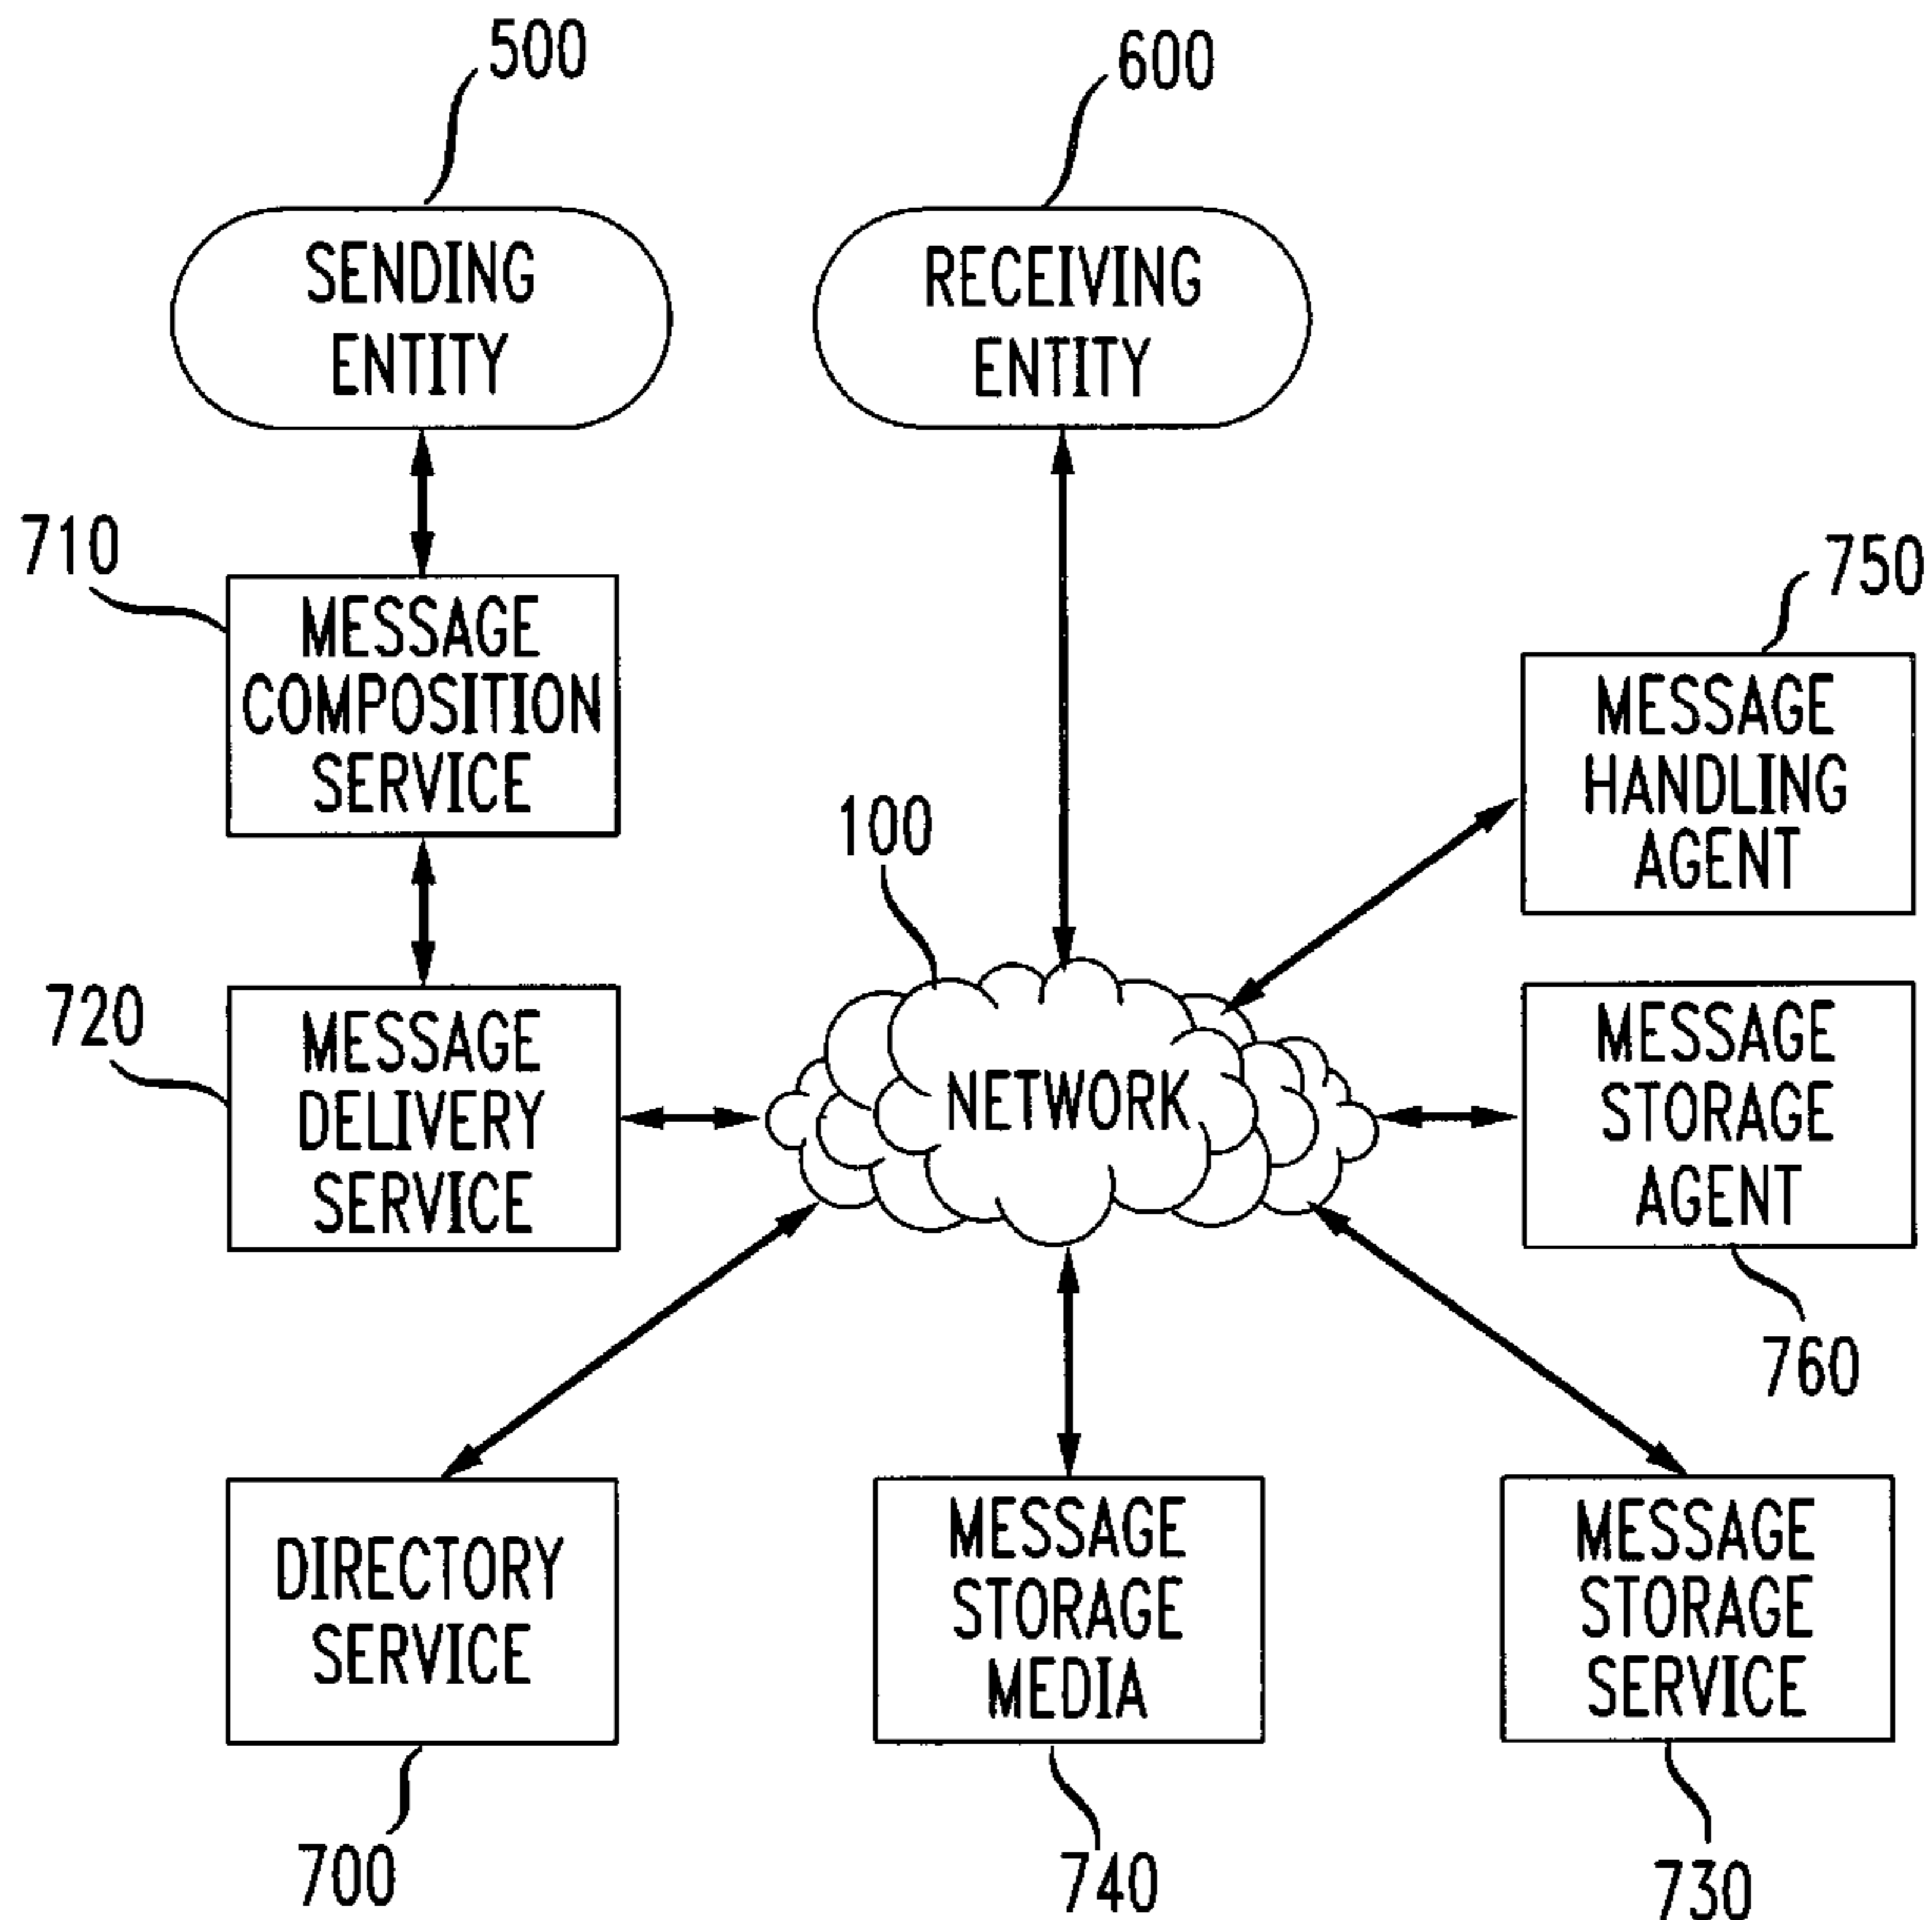 500
600
SENDING
ENTITY
RECEIVING
ENTITY
710
MESSAGE
COMPOSITION
SERVICE
750
MESSAGE
HANDLING
AGENT
100
720
MESSAGE
DELIVERY
SERVICE
NETWORK
MESSAGE
STORAGE
AGENT
760
DIRECTORY
SERVICE
MESSAGE
STORAGE
MEDIA
MESSAGE
STORAGE
SERVICE
700
740
730